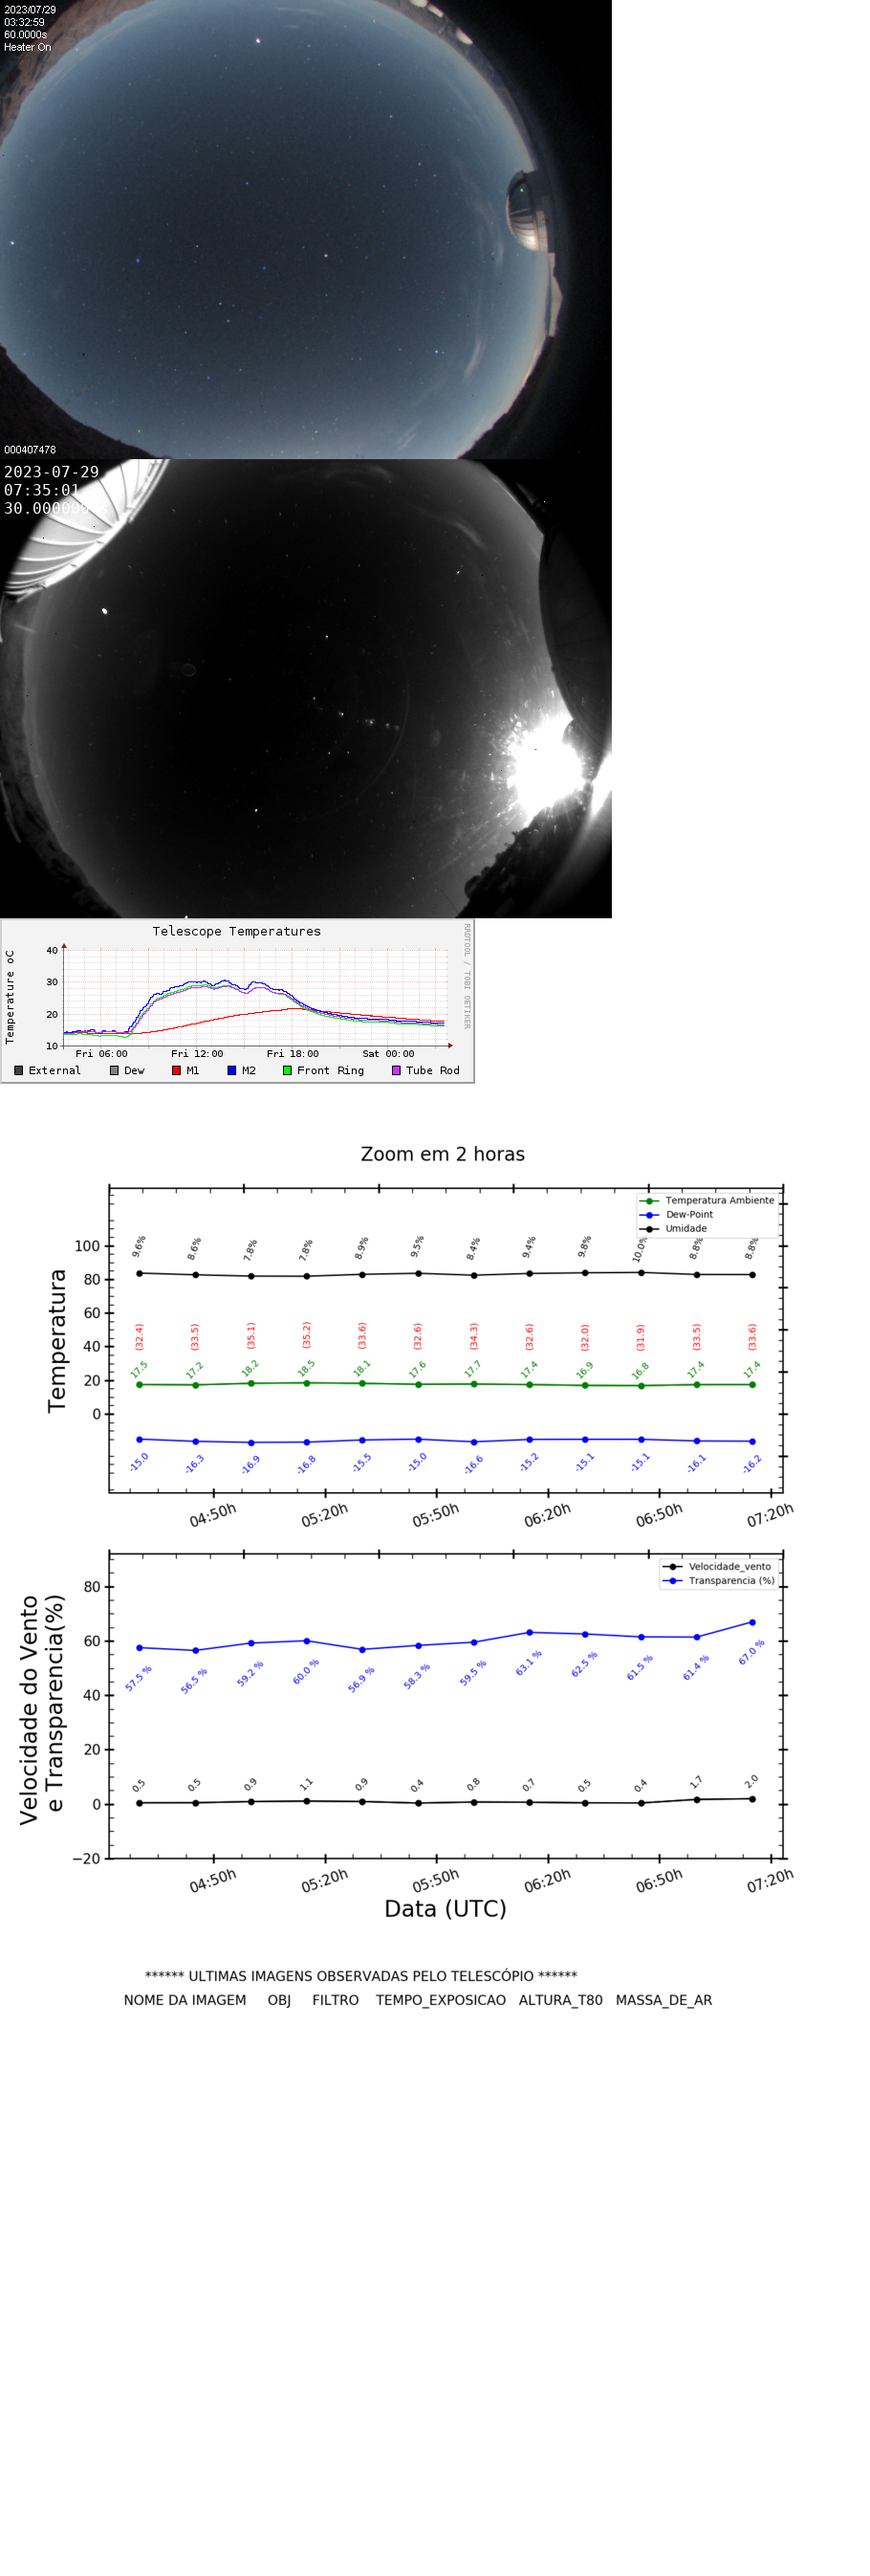 2023/07/29
03:32:59
60.0000s
Heater On
000407478
2023-07-29
07:35:01
30.000000 s
Telescope Temperatures
RRDTOOL / TOBI OETIKER
Temperature oC
40
30
20
10
Fri 06:00 Fri 12:00 Fri 18:00 Sat 00:00
External Dew M1 M2 Front Ring Tube Rod
Zoom em 2 horas
Temperatura Ambiente
Dew-Point
Umidade
Temperatura
100
80
60
40
20
0
9.6% 8.6% 7.8% 7.8% 8.9% 9.5% 8.4% 9.4% 9.8% 10.0% 8.8% 8.8%
(32.4) (33.5) (35.1) (35.2) (33.6) (32.6) (34.3) (32.6) (32.0) (31.9) (33.5) (33.6)
17.5 17.2 18.2 18.5 18.1 17.6 17.7 17.4 16.9 16.8 17.4 17.4
-15.0 -16.3 -16.9 -16.8 -15.5 -15.0 -16.6 -15.2 -15.1 -15.1 -16.1 -16.2
04:50h 05:20h 05:50h 06:20h 06:50h 07:20h
Velocidade_vento
Transparencia (%)
Velocidade do Vento
e Transparencia(%)
80
60
40
20
0
−20
57.5 % 56.5 % 59.2 % 60.0 % 56.9 % 58.3 % 59.5 % 63.1 % 62.5 % 61.5 % 61.4 % 67.0 %
0.5 0.5 0.9 1.1 0.9 0.4 0.8 0.7 0.5 0.4 1.7 2.0
04:50h 05:20h 05:50h 06:20h 06:50h 07:20h
Data (UTC)
****** ULTIMAS IMAGENS OBSERVADAS PELO TELESCÓPIO ******
NOME DA IMAGEM OBJ FILTRO TEMPO_EXPOSICAO ALTURA_T80 MASSA_DE_AR